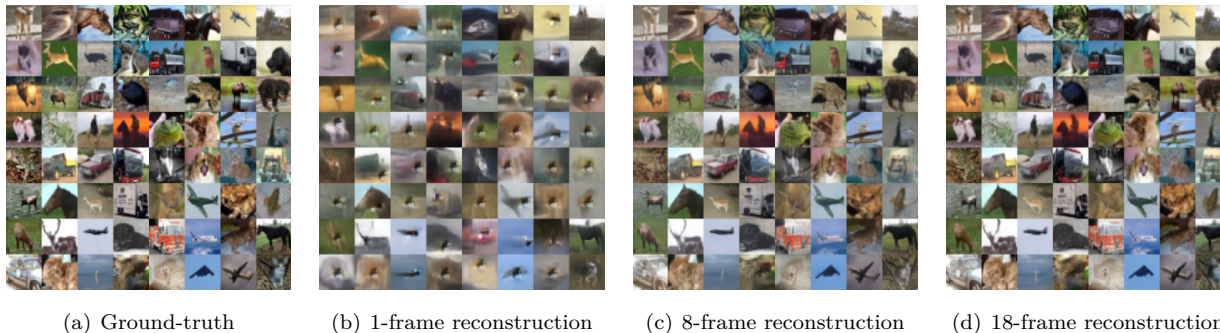 (a) Ground-truth
(b) 1-frame reconstruction
(c) 8-frame reconstruction
(d) 18-frame reconstruction